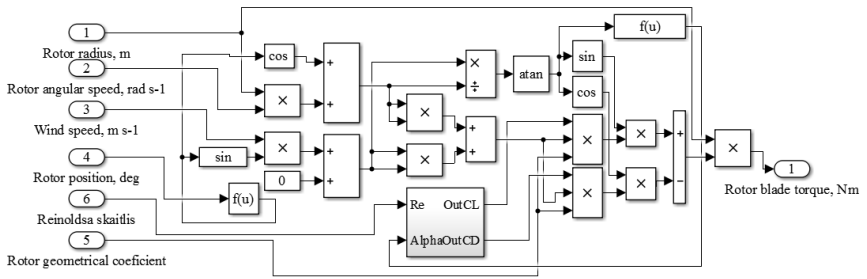 1
Rotor radius, m
2
Rotor angular speed, rad s-1
3
Wind speed, m s-1
4
Rotor position, deg
6
Reinoldsa skaitlis
5
Rotor geometrical coeficient
cos
×
×
sin
0
f(u)
+
+
+
+
×
÷
×
×
+
+
Re OutCL
AlphaOutCD
atan
f(u)
sin
cos
×
×
×
×
+
−
×
1
Rotor blade torque, Nm